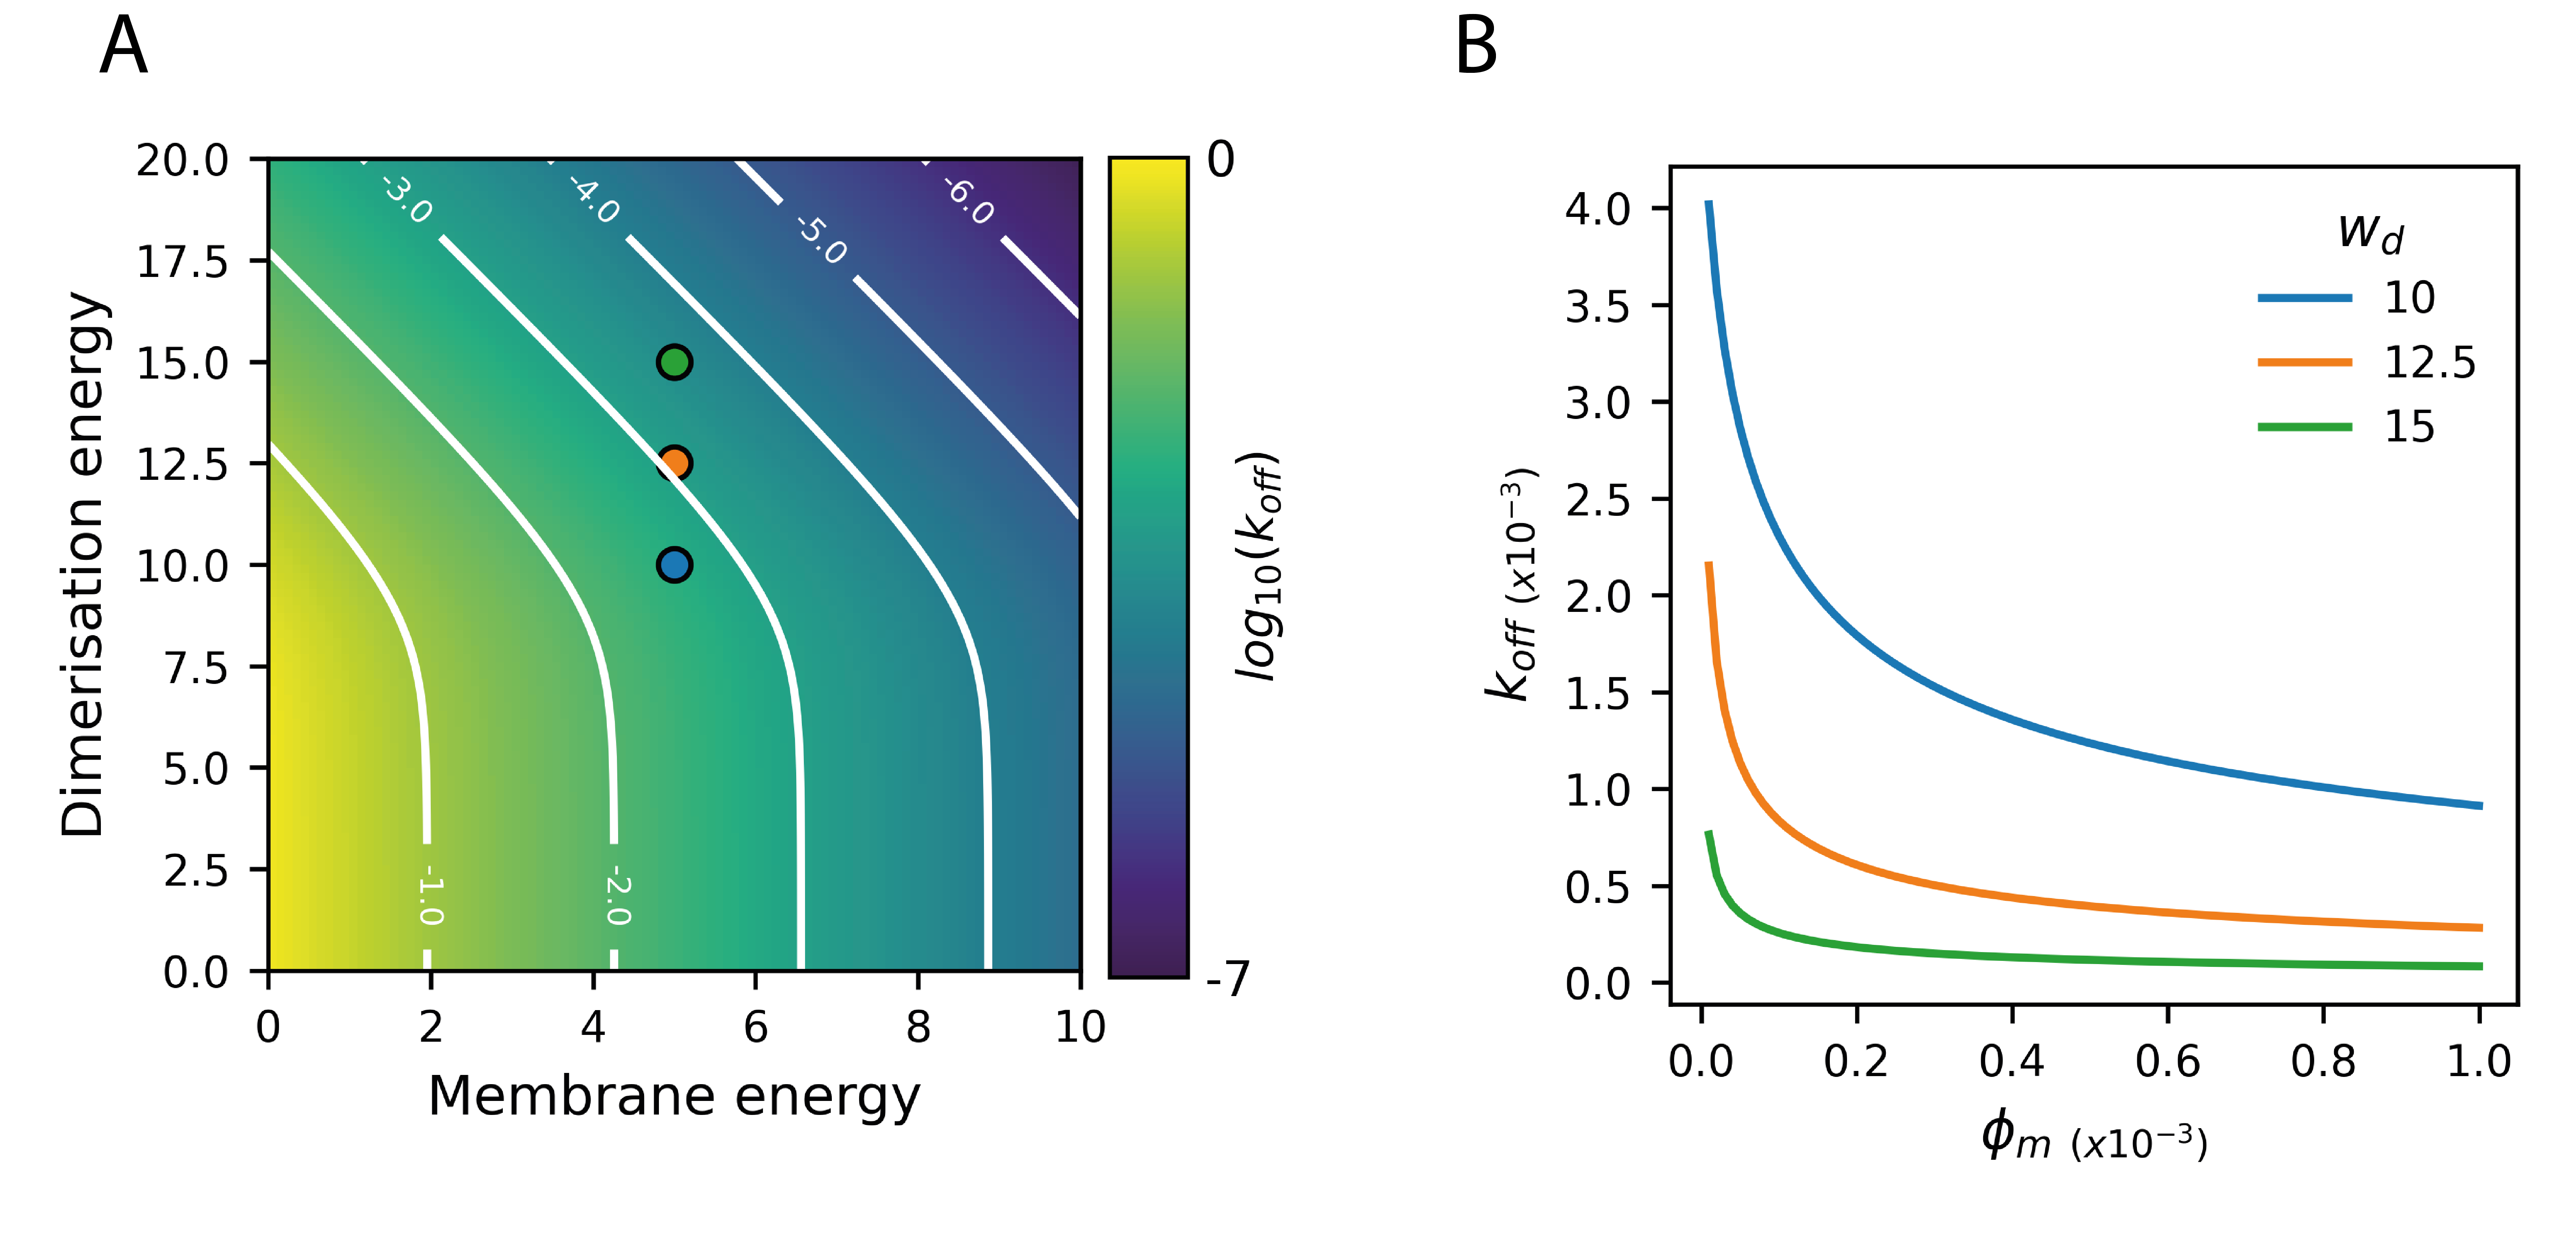 A
B
20.0
17.5
15.0
12.5
10.0
7.5
5.0
2.5
0.0
Dimerisation energy
0 2 4 6 8 10
Membrane energy
-3.0 -4.0 -5.0 -6.0
-1.0 -2.0
0
-7
log₁₀(k_off)
4.0
3.5
3.0
2.5
2.0
1.5
1.0
0.5
0.0
k_off (x10⁻³)
w_d
10
12.5
15
0.0 0.2 0.4 0.6 0.8 1.0
ϕ_m (x10⁻³)